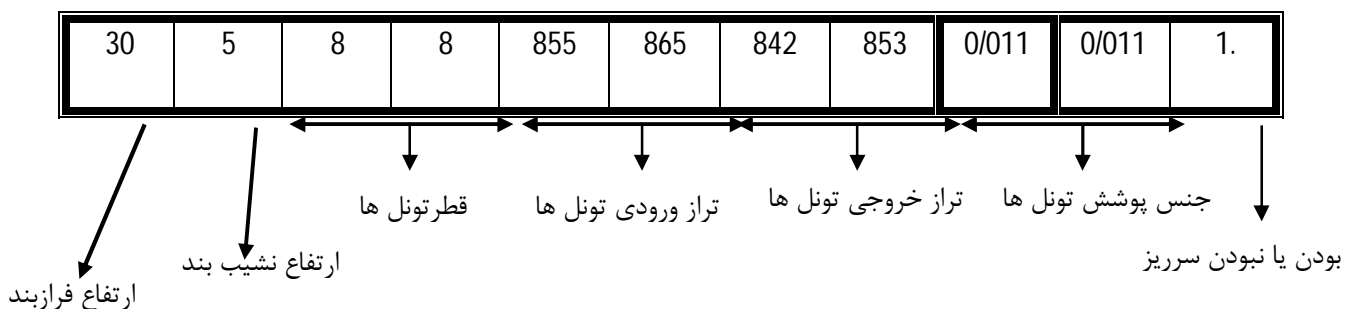 30 5 8 8 855 865 842 853 0/011 0/011 1.
قطرتونل ها تراز ورودی تونل ها تراز خروجی تونل ها جنس پوشش تونل ها
ارتفاع نشیب بند
بودن یا نبودن سرریز
ارتفاع فرازبند